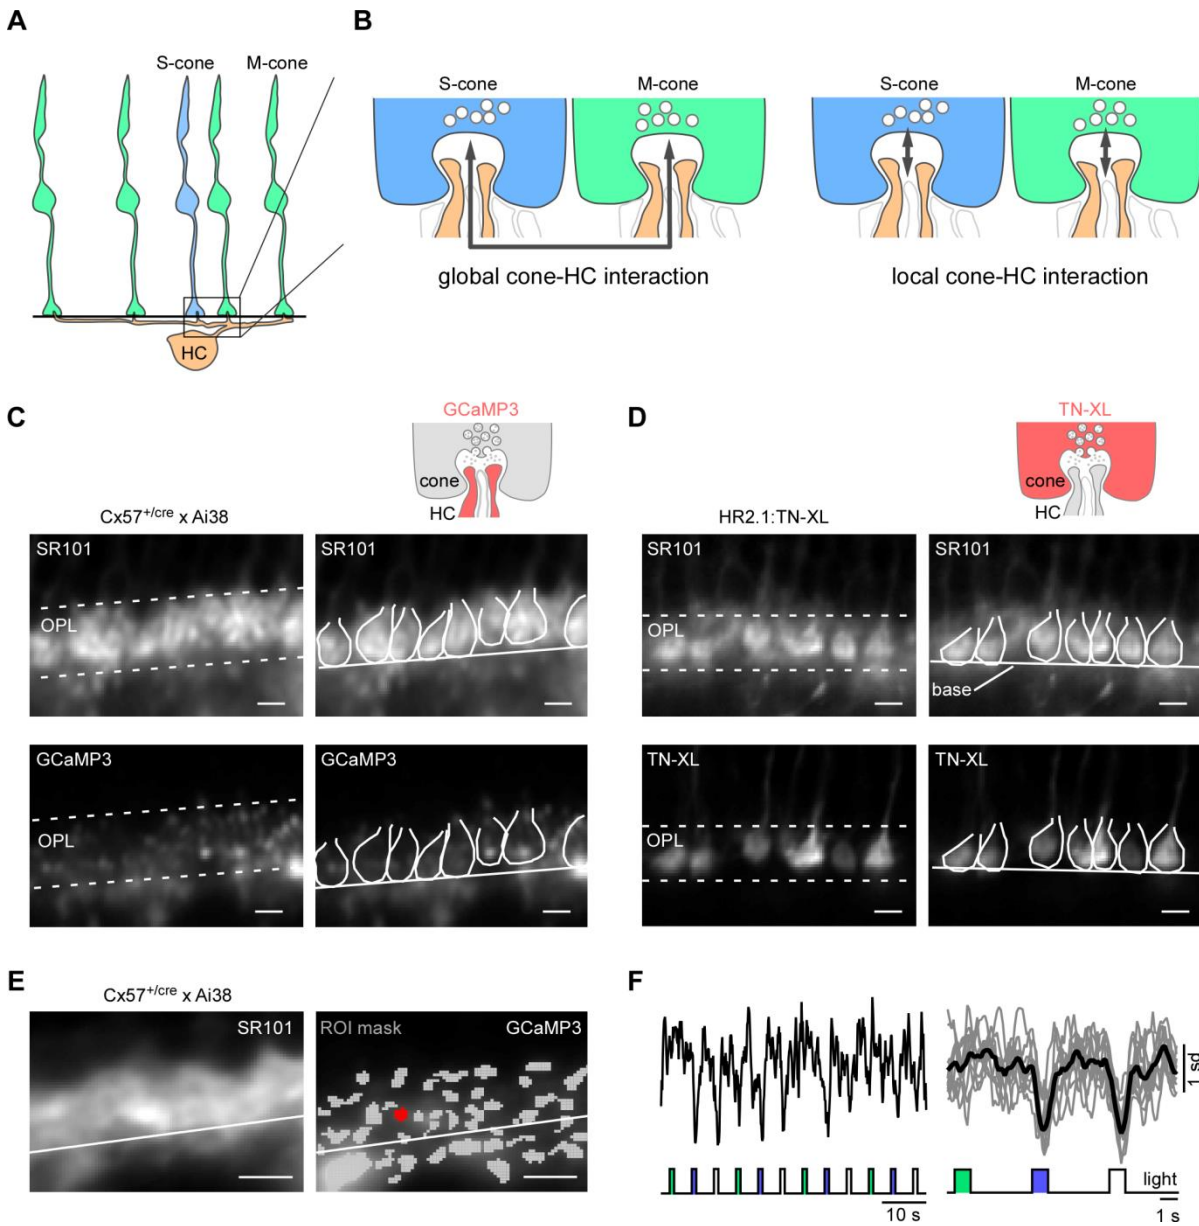 A
S-cone M-cone
HC
B
S-cone M-cone S-cone M-cone
global cone-HC interaction local cone-HC interaction
C
GCaMP3
cone
HC
Cx57+/cre x Ai38
SR101 SR101
OPL
GCaMP3 GCaMP3
OPL
D
TN-XL
cone
HC
HR2.1:TN-XL
SR101 SR101
OPL
base
TN-XL TN-XL
OPL
E
Cx57+/cre x Ai38
SR101 ROI mask GCaMP3
F
1 sd
light
10 s 1 s